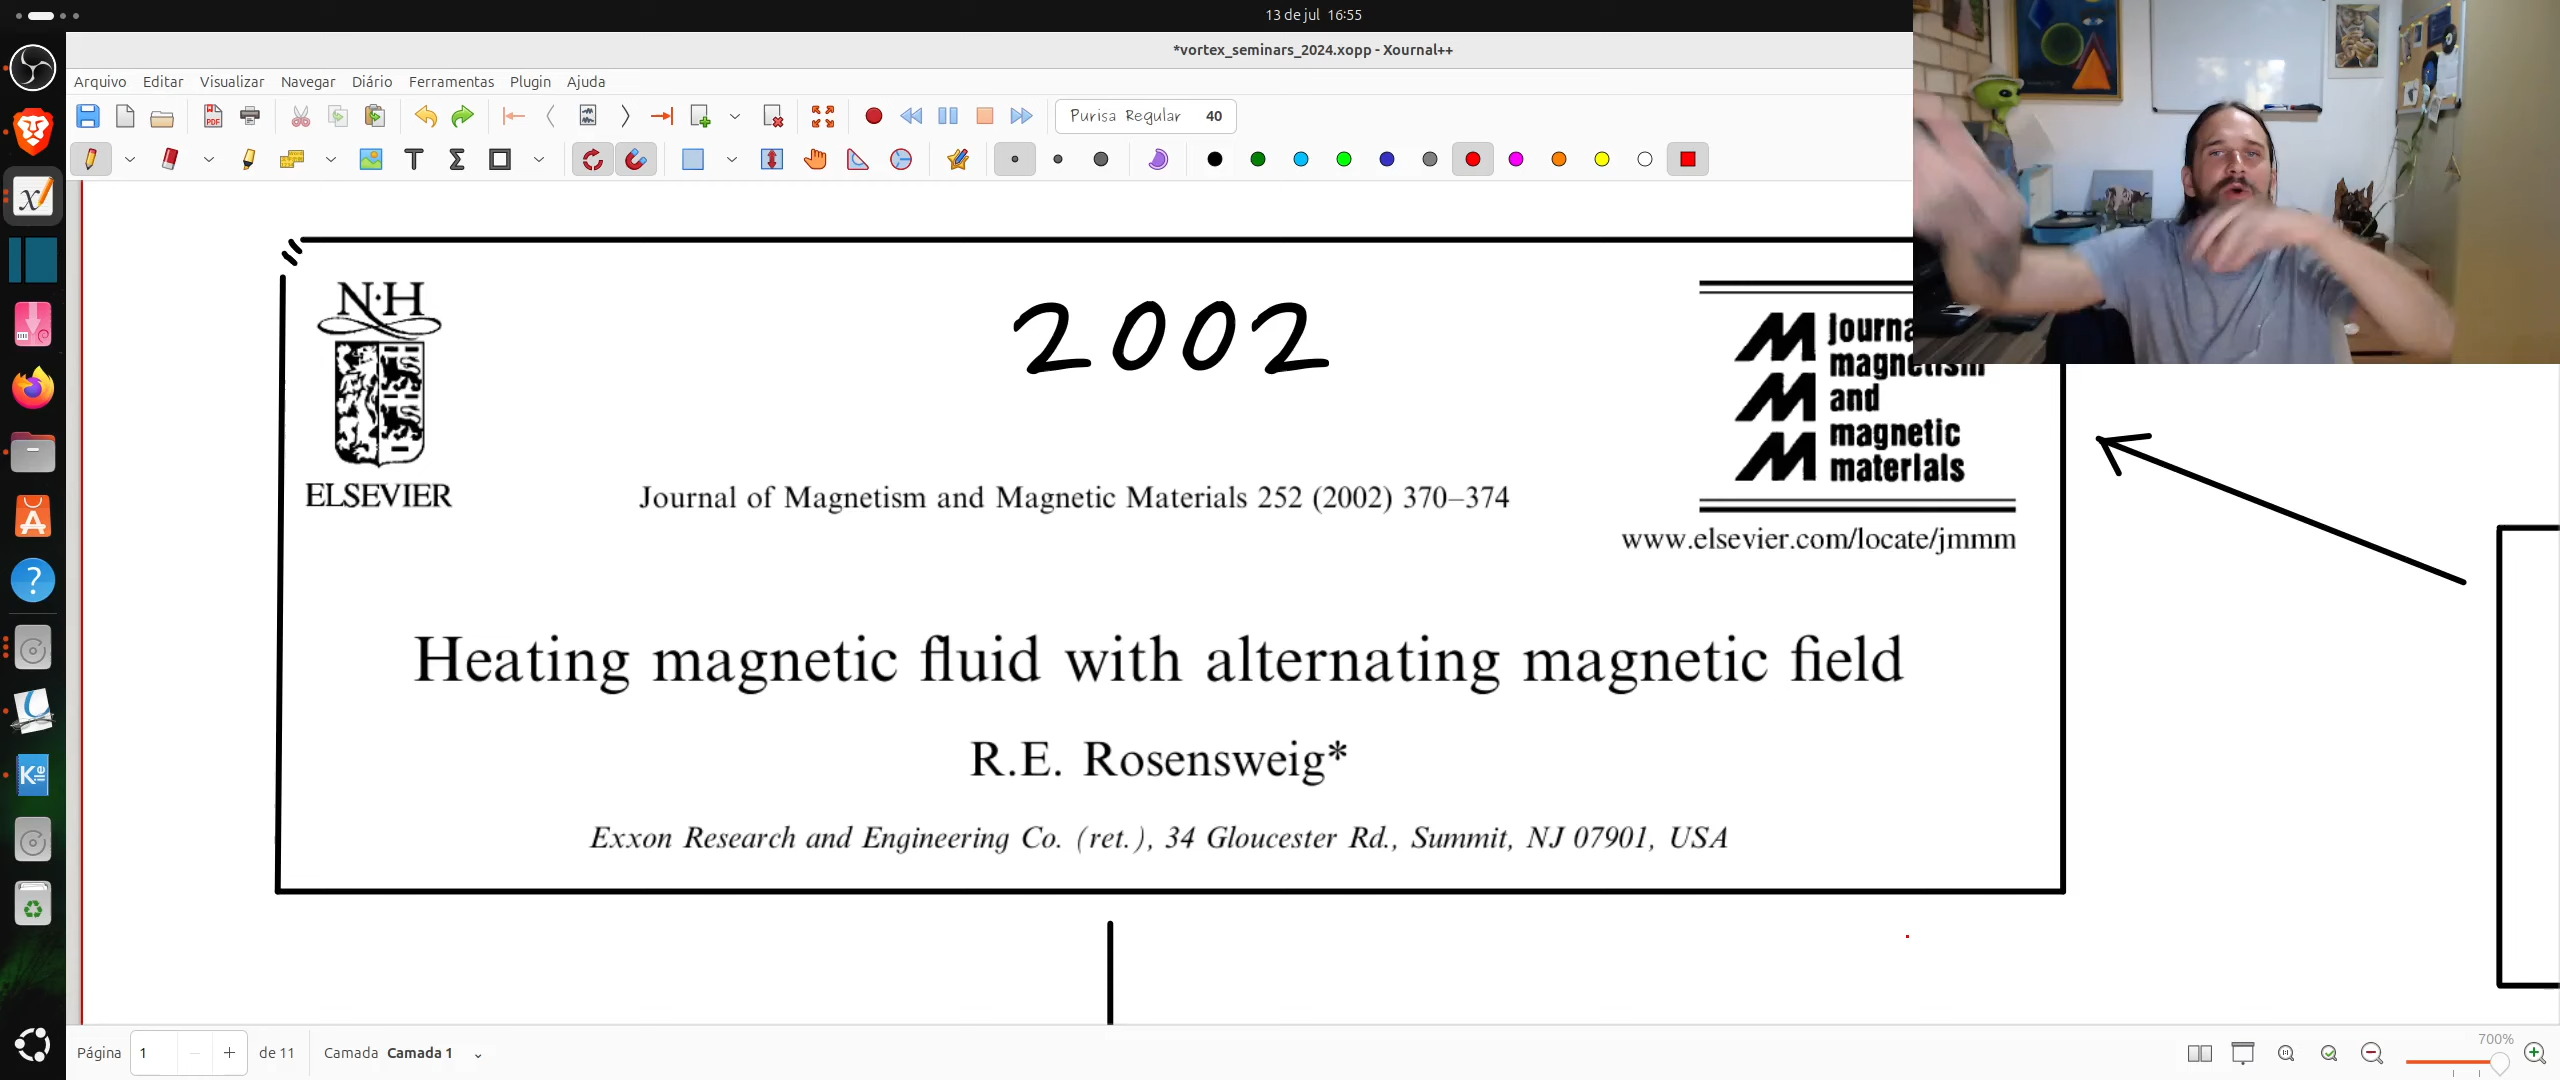 13 de jul 16:55
*vortex_seminars_2024.xopp - Xournal++
Arquivo Editar Visualizar Navegar Diário Ferramentas Plugin Ajuda
PDF
Purisa Regular 40
N·H
ELSEVIER
2002
Journal of Magnetism and Magnetic Materials 252 (2002) 370–374
magnetism
and
magnetic
materials
www.elsevier.com/locate/jmmm
Heating magnetic fluid with alternating magnetic field
R.E. Rosensweig*
Exxon Research and Engineering Co. (ret.), 34 Gloucester Rd., Summit, NJ 07901, USA
Página 1 de 11 Camada Camada 1
700%